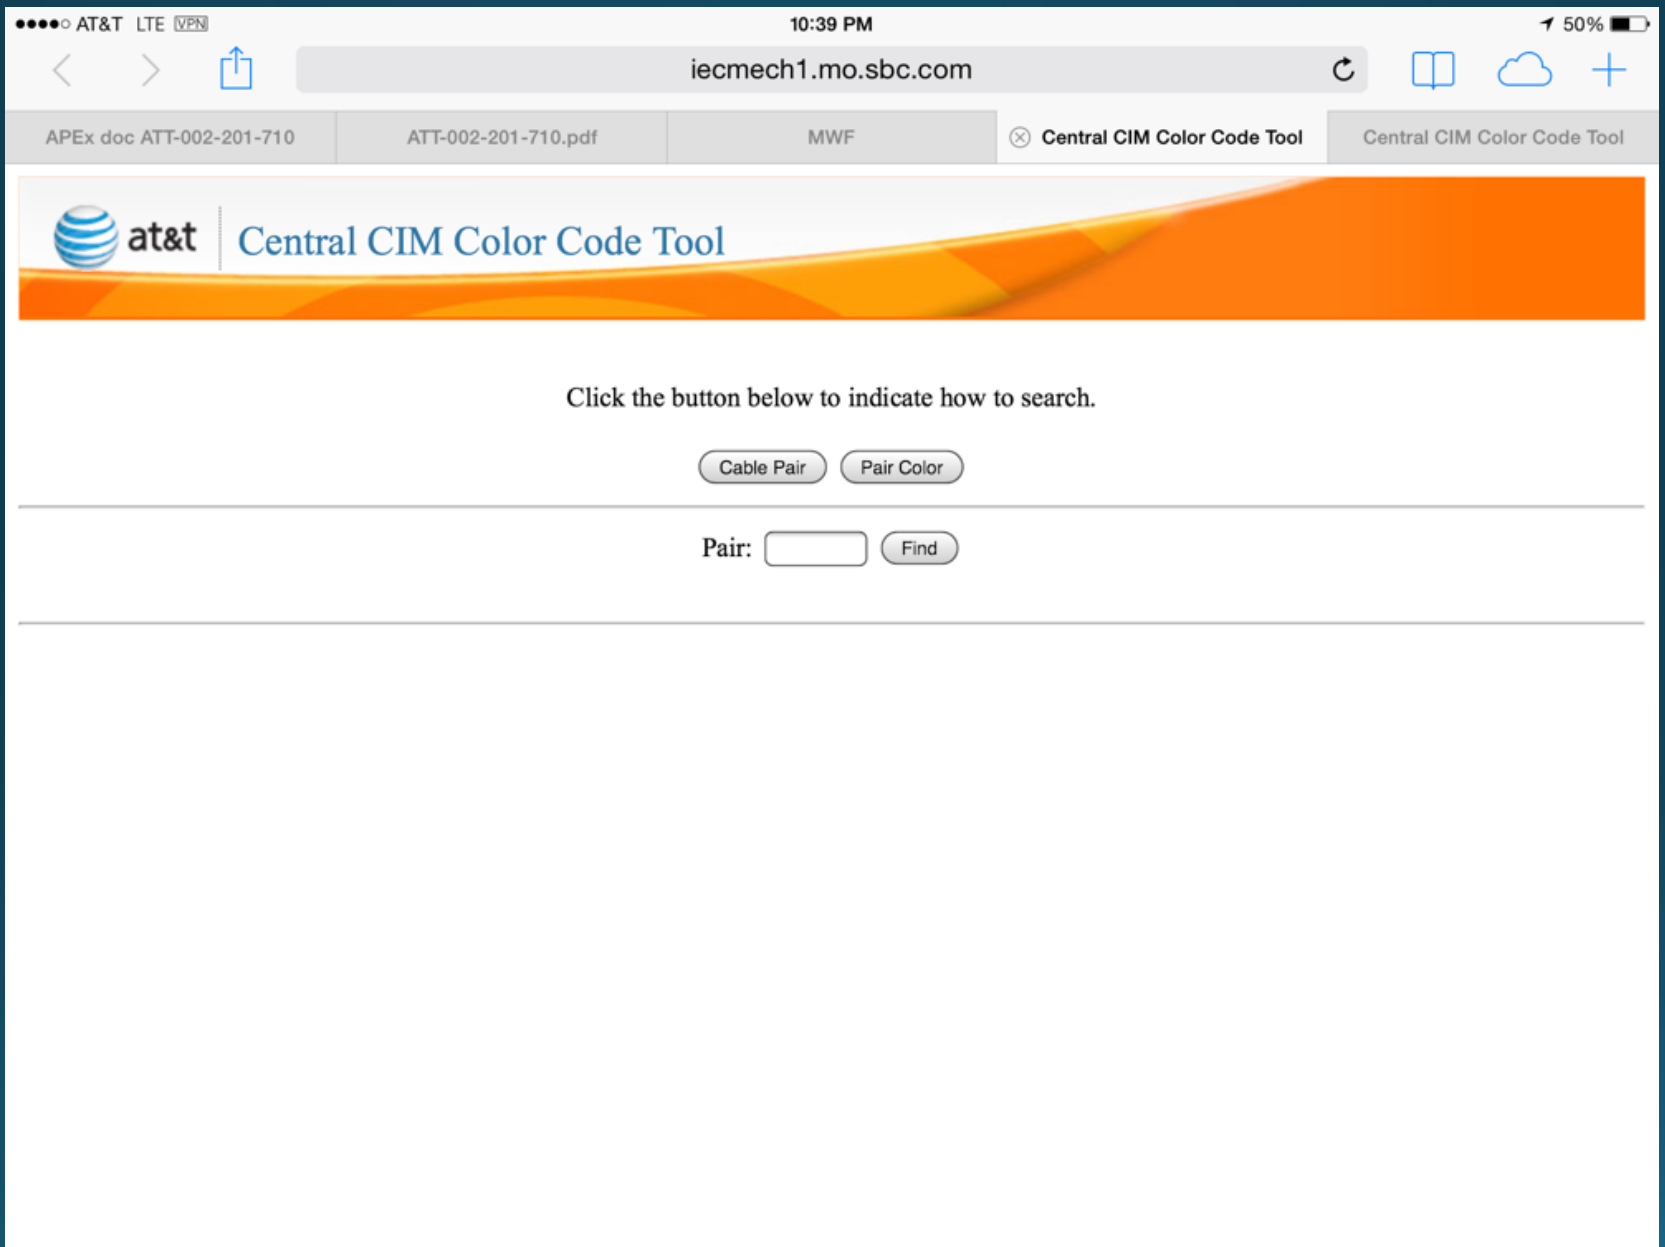 AT&T LTE VPN 10:39 PM 50%
iecmech1.mo.sbc.com
APEx doc ATT-002-201-710 ATT-002-201-710.pdf MWF Central CIM Color Code Tool Central CIM Color Code Tool
at&t Central CIM Color Code Tool
Click the button below to indicate how to search.
Cable Pair Pair Color
Pair: Find